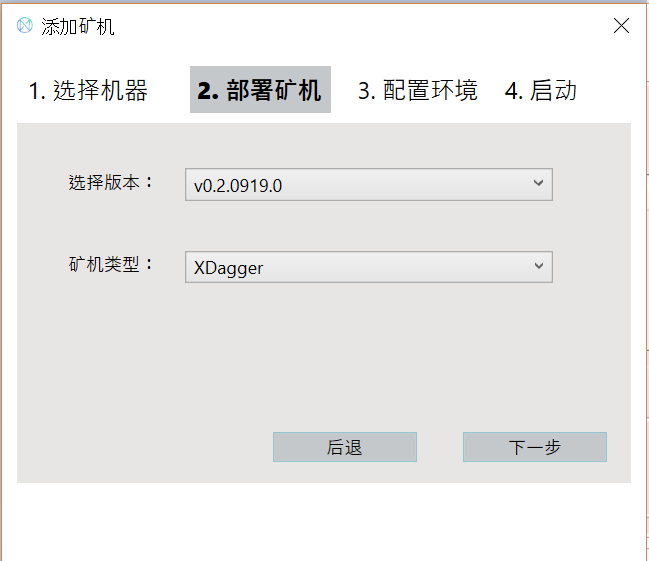 添加矿机
1. 选择机器 2. 部署矿机 3. 配置环境 4. 启动
选择版本： v0.2.0919.0
矿机类型： XDagger
后退 下一步